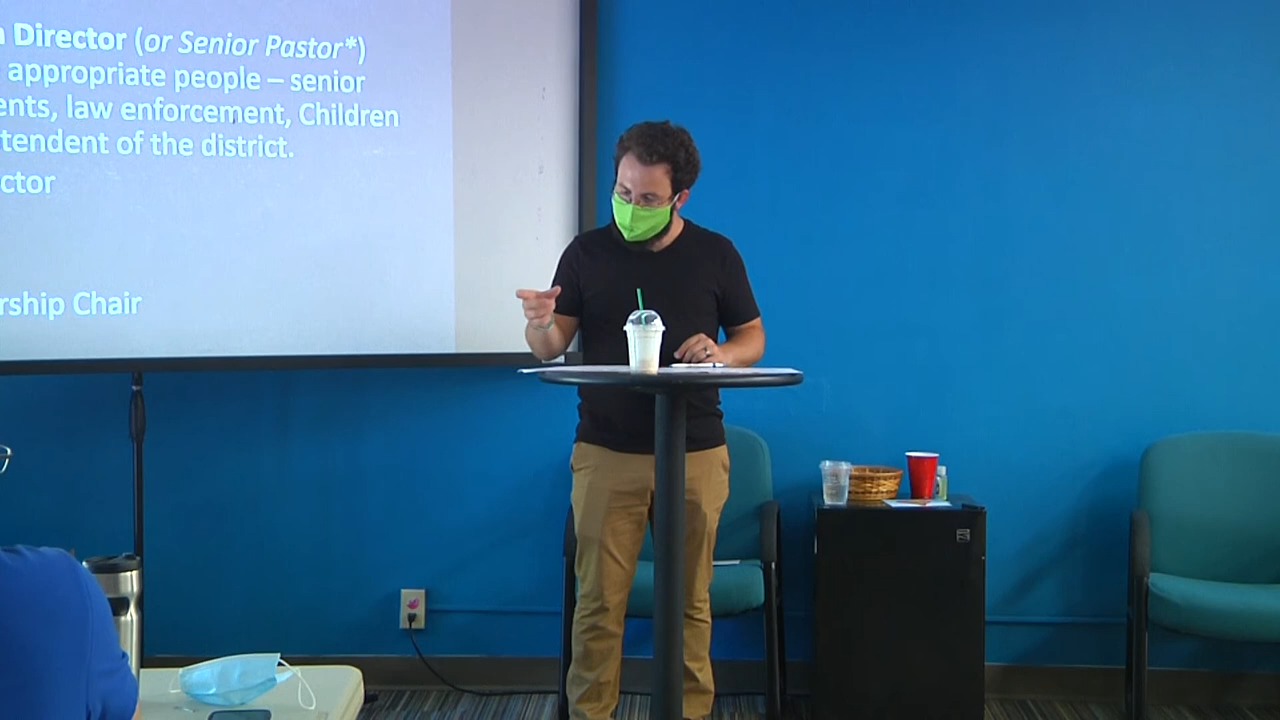 Director (or Senior Pastor*)
appropriate people – senior
ents, law enforcement, Children
tendent of the district.
ctor
rship Chair